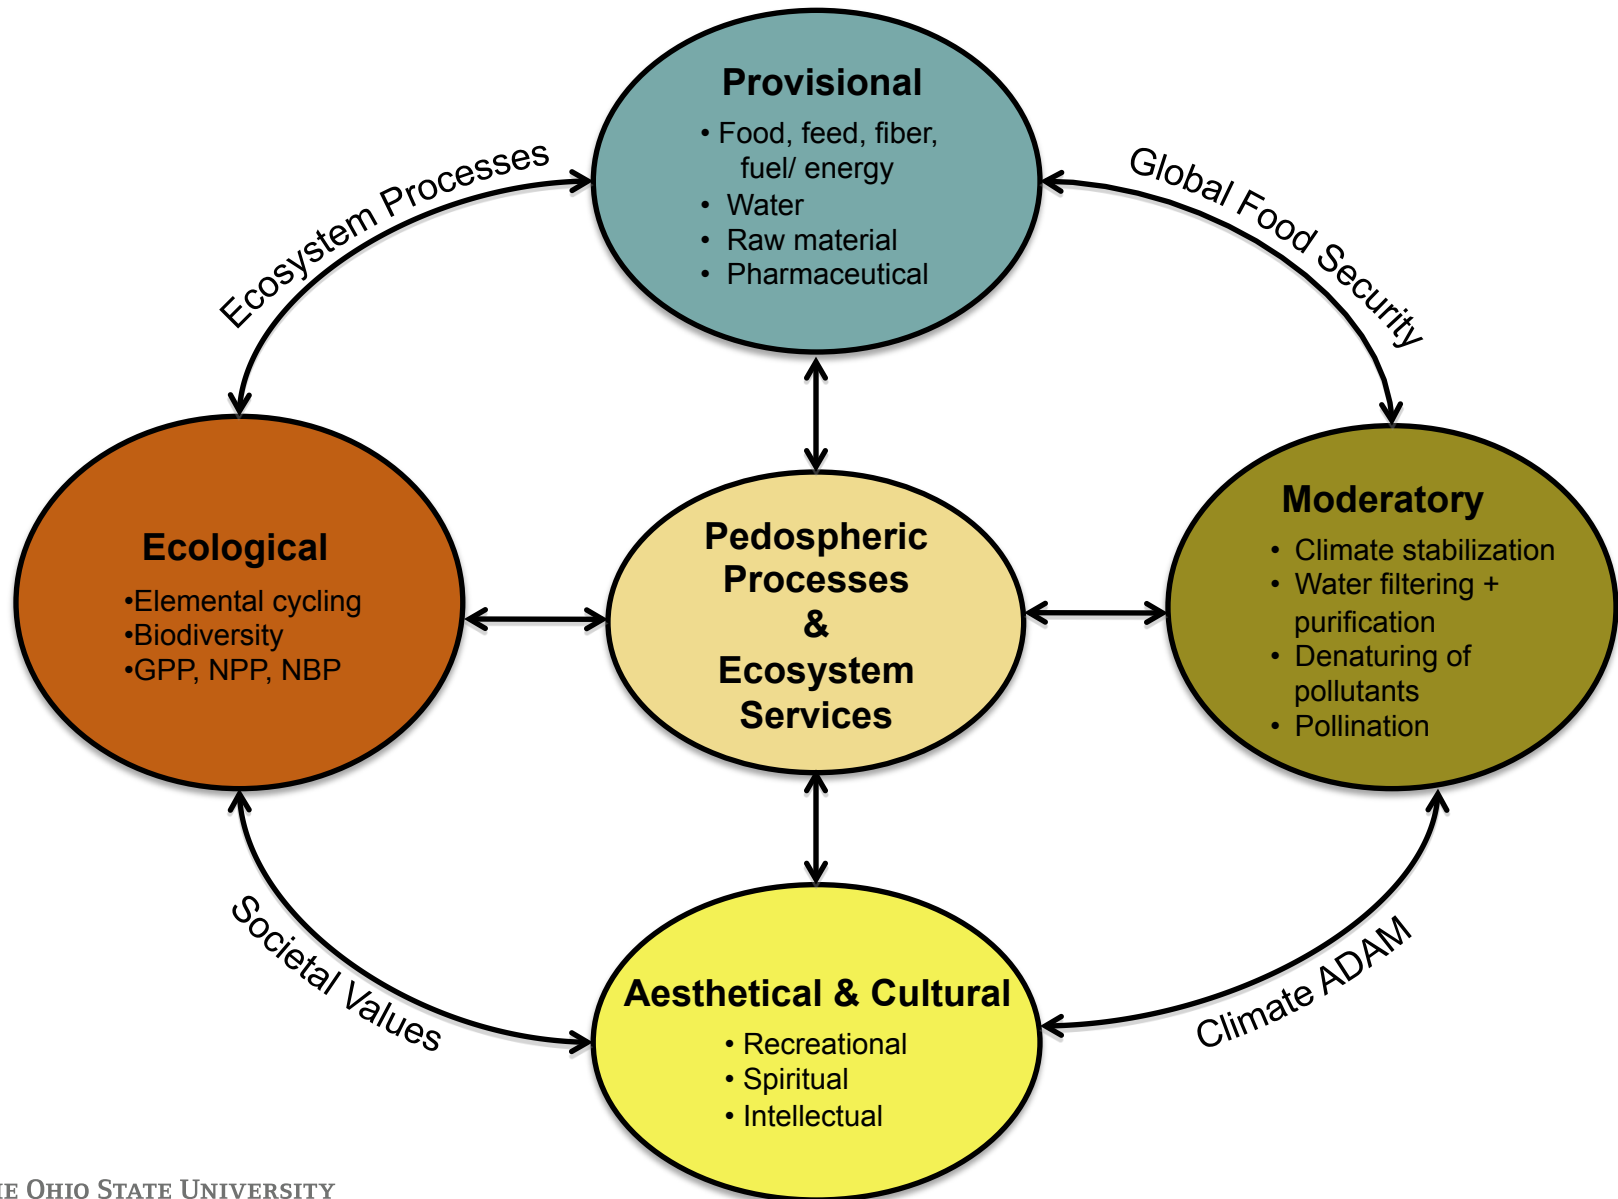 Provisional
• Food, feed, fiber,
fuel/ energy
• Water
• Raw material
• Pharmaceutical
Ecosystem Processes
Global Food Security
Ecological
•Elemental cycling
•Biodiversity
•GPP, NPP, NBP
Pedospheric
Processes
&
Ecosystem
Services
Moderatory
• Climate stabilization
• Water filtering +
purification
• Denaturing of
pollutants
• Pollination
Societal Values
Climate ADAM
Aesthetical & Cultural
• Recreational
• Spiritual
• Intellectual
HE OHIO STATE UNIVERSITY